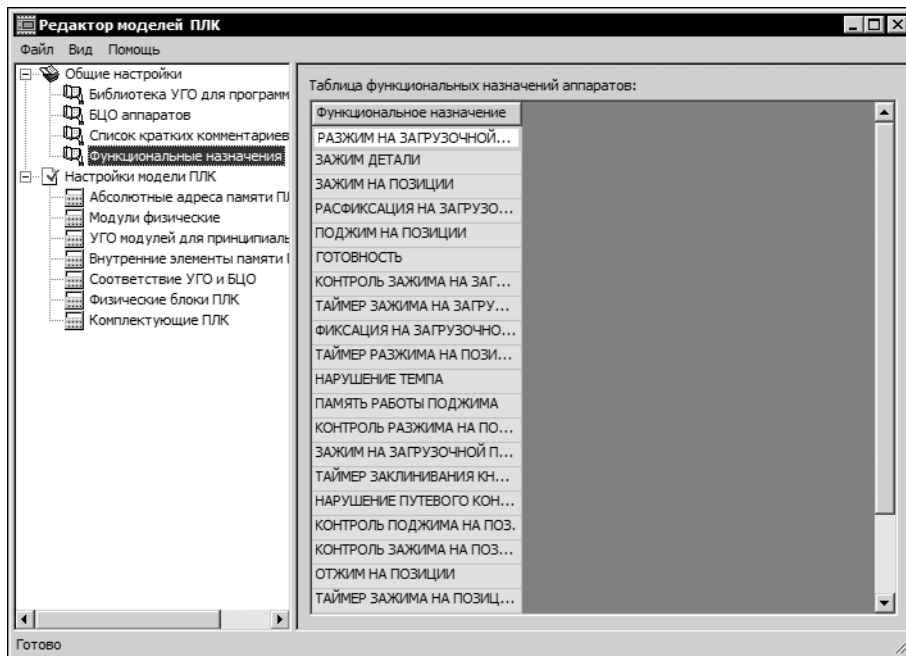 Редактор моделей ПЛК
Файл Вид Помощь
Общие настройки
Библиотека УГО для программ
БЦО аппаратов
Список кратких комментариев
Функциональные назначения
Настройки модели ПЛК
Абсолютные адреса памяти ПЛ
Модули физические
УГО модулей для принципиаль
Внутренние элементы памяти
Соответствие УГО и БЦО
Физические блоки ПЛК
Комплектующие ПЛК
Таблица функциональных назначений аппаратов:
Функциональное назначение
РАЗЖИМ НА ЗАГРУЗОЧНОЙ...
ЗАЖИМ ДЕТАЛИ
ЗАЖИМ НА ПОЗИЦИИ
РАСФИКСАЦИЯ НА ЗАГРУЗО...
ПОДЖИМ НА ПОЗИЦИИ
ГОТОВНОСТЬ
КОНТРОЛЬ ЗАЖИМА НА ЗАГ...
ТАЙМЕР ЗАЖИМА НА ЗАГРУ...
ФИКСАЦИЯ НА ЗАГРУЗОЧНО...
ТАЙМЕР РАЗЖИМА НА ПОЗИ...
НАРУШЕНИЕ ТЕМПА
ПАМЯТЬ РАБОТЫ ПОДЖИМА
КОНТРОЛЬ РАЗЖИМА НА ПО...
ЗАЖИМ НА ЗАГРУЗОЧНОЙ П...
ТАЙМЕР ЗАКЛИНИВАНИЯ КН...
НАРУШЕНИЕ ПУТЕВОГО КОН...
КОНТРОЛЬ ПОДЖИМА НА ПОЗ.
КОНТРОЛЬ ЗАЖИМА НА ПОЗ...
ОТЖИМ НА ПОЗИЦИИ
ТАЙМЕР ЗАЖИМА НА ПОЗИЦ...
Готово